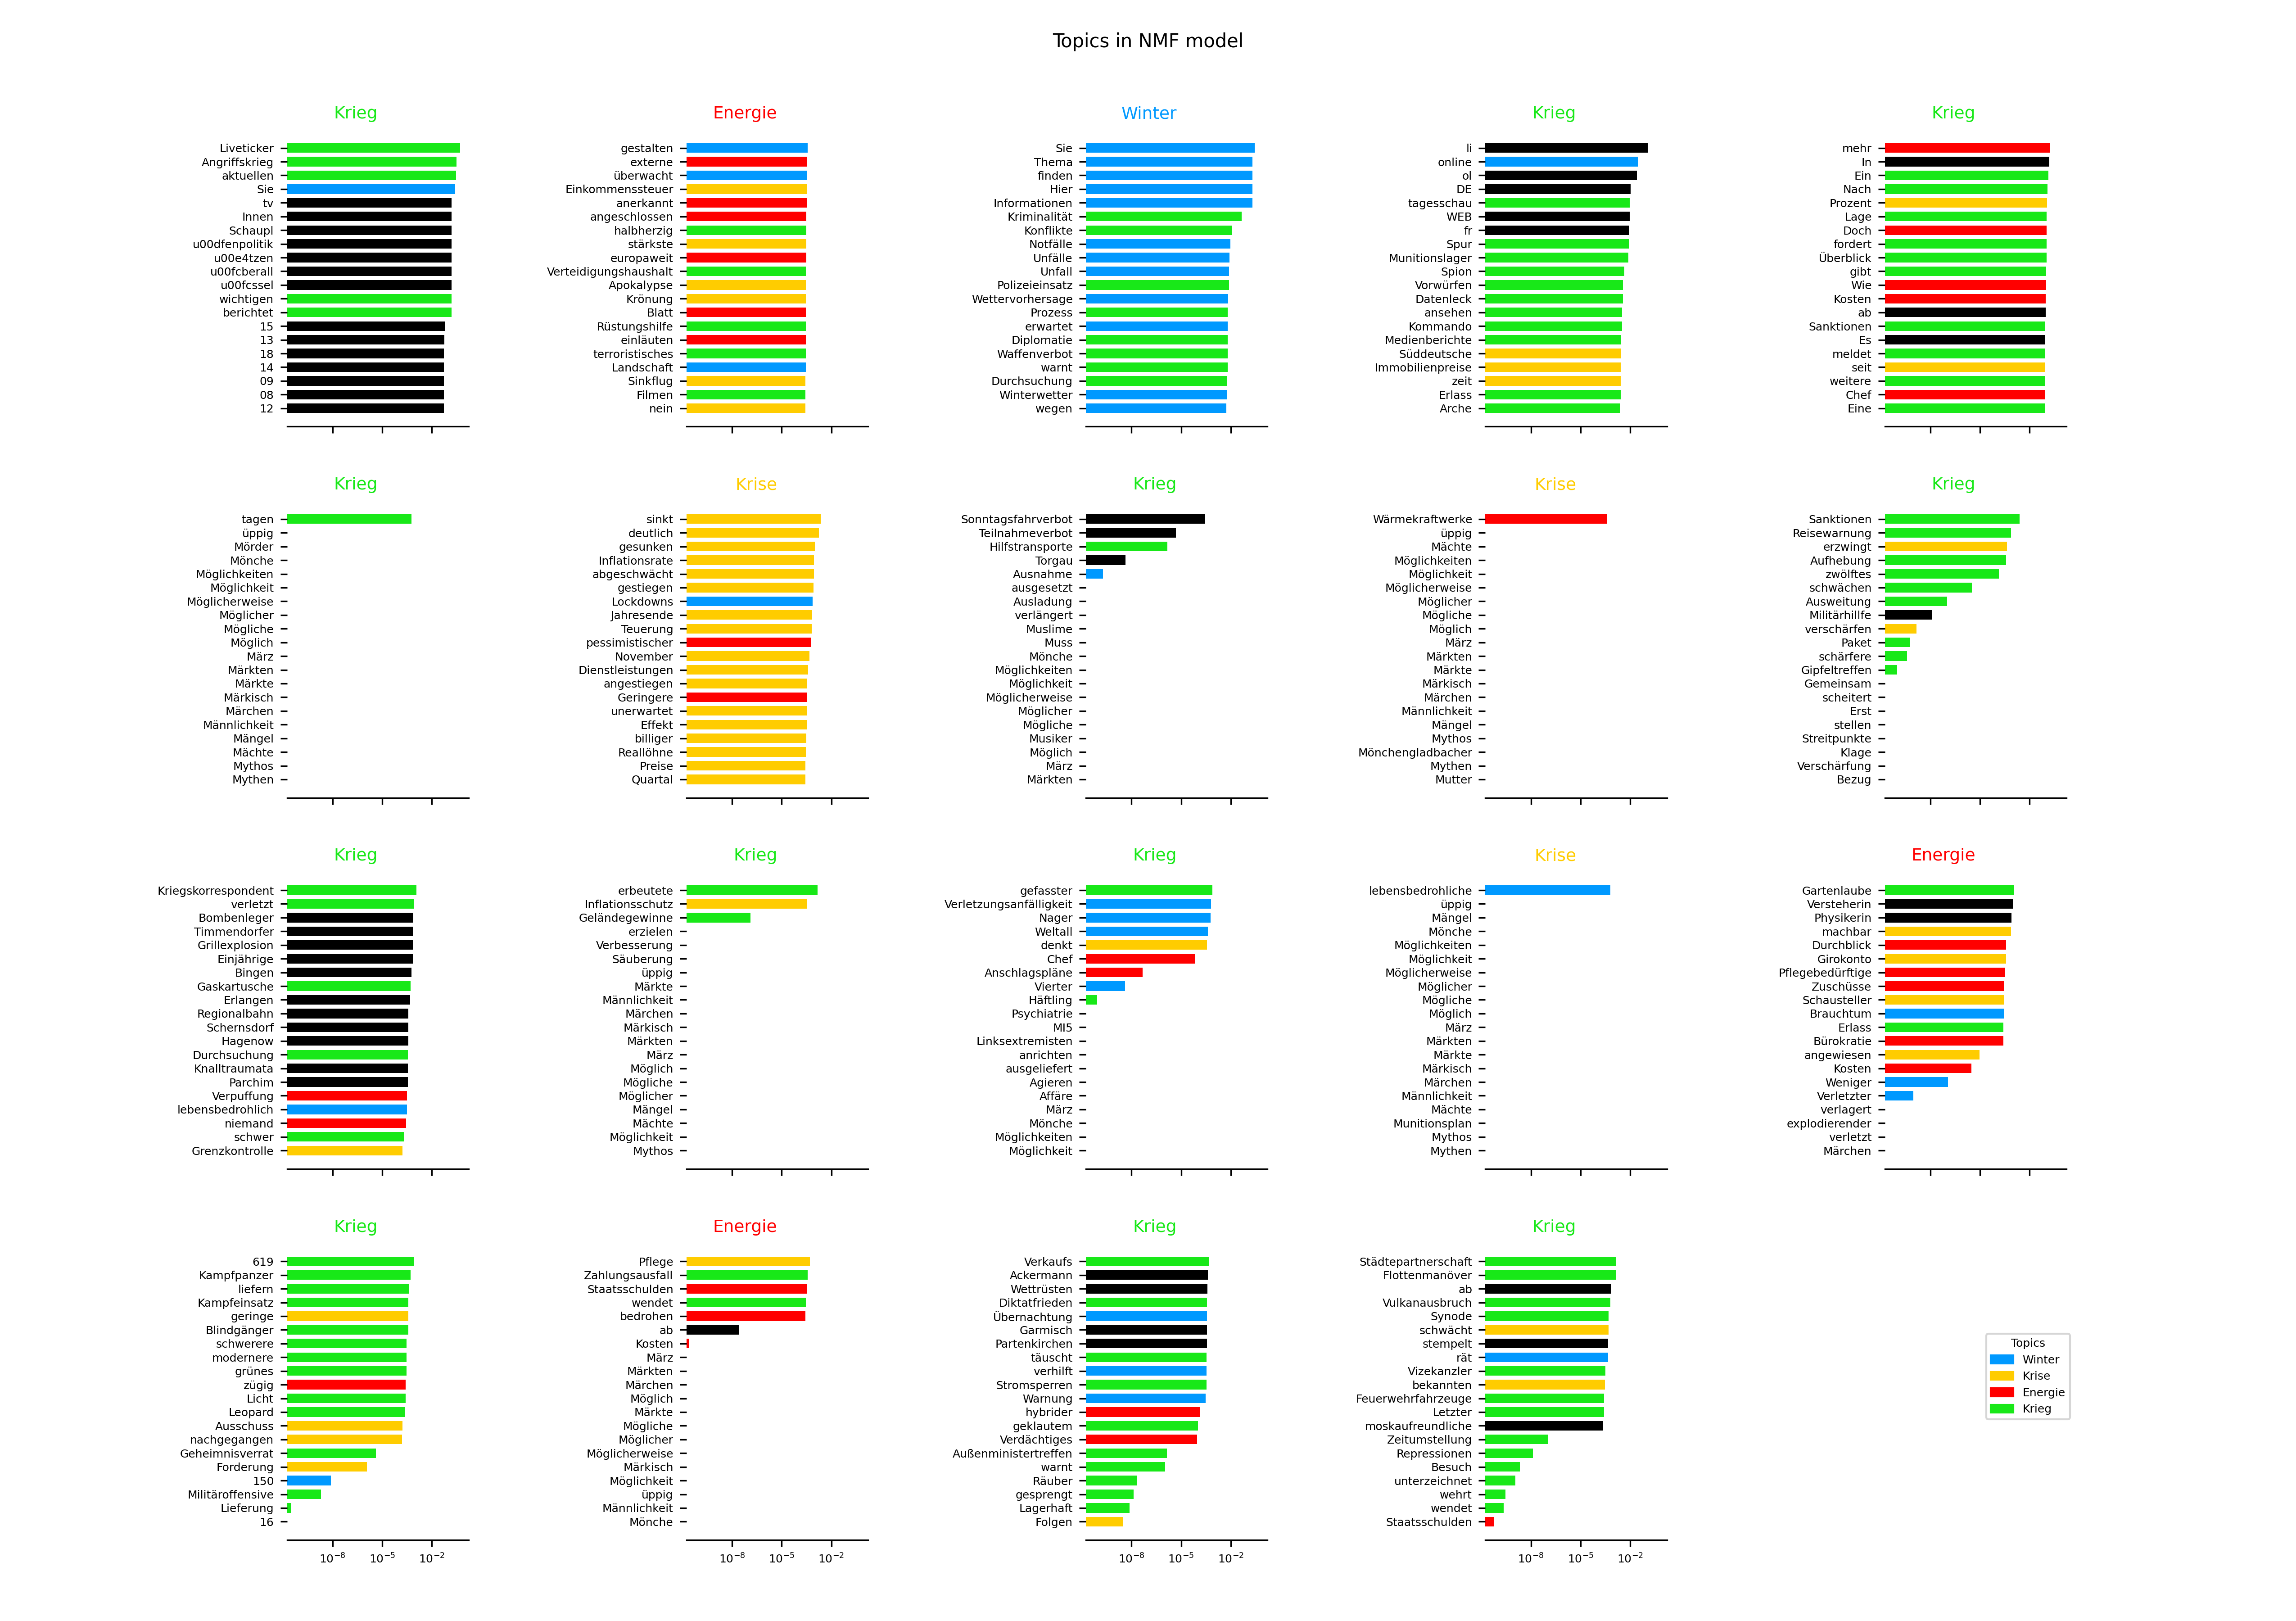 Topics in NMF model
Krieg
Liveticker
Angriffskrieg
aktuellen
Sie
tv
Innen
Schaupl
u00dfenpolitik
u00e4tzen
u00fcberall
u00fcssel
wichtigen
berichtet
15
13
18
14
09
08
12
Energie
gestalten
externe
überwacht
Einkommenssteuer
anerkannt
angeschlossen
halbherzig
stärkste
europaweit
Verteidigungshaushalt
Apokalypse
Krönung
Blatt
Rüstungshilfe
einläuten
terroristisches
Landschaft
Sinkflug
Filmen
nein
Winter
Sie
Thema
finden
Hier
Informationen
Kriminalität
Konflikte
Notfälle
Unfälle
Unfall
Polizeieinsatz
Wettervorhersage
Prozess
erwartet
Diplomatie
Waffenverbot
warnt
Durchsuchung
Winterwetter
wegen
Krieg
li
online
ol
DE
tagesschau
WEB
fr
Spur
Munitionslager
Spion
Vorwürfen
Datenleck
ansehen
Kommando
Medienberichte
Süddeutsche
Immobilienpreise
zeit
Erlass
Arche
Krieg
mehr
In
Ein
Nach
Prozent
Lage
Doch
fordert
Überblick
gibt
Wie
Kosten
ab
Sanktionen
Es
meldet
seit
weitere
Chef
Eine
Krieg
tagen
üppig
Mörder
Mönche
Möglichkeiten
Möglichkeit
Möglicherweise
Möglicher
Mögliche
Möglich
März
Märkten
Märkte
Märkisch
Märchen
Männlichkeit
Mängel
Mächte
Mythos
Mythen
Krise
sinkt
deutlich
gesunken
Inflationsrate
abgeschwächt
gestiegen
Lockdowns
Jahresende
Teuerung
pessimistischer
November
Dienstleistungen
angestiegen
Geringere
unerwartet
Effekt
billiger
Reallöhne
Preise
Quartal
Krieg
Sonntagsfahrverbot
Teilnahmeverbot
Hilfstransporte
Torgau
Ausnahme
ausgesetzt
Ausladung
verlängert
Muslime
Muss
Mönche
Möglichkeiten
Möglichkeit
Möglicherweise
Möglicher
Mögliche
Musiker
Möglich
März
Märkten
Krise
Wärmekraftwerke
üppig
Mächte
Möglichkeiten
Möglichkeit
Möglicherweise
Möglicher
Mögliche
Möglich
März
Märkten
Märkte
Märkisch
Märchen
Männlichkeit
Mängel
Mythos
Mönchengladbacher
Mythen
Mutter
Krieg
Sanktionen
Reisewarnung
erzwingt
Aufhebung
zwölftes
schwächen
Ausweitung
Militärhillfe
verschärfen
Paket
schärfere
Gipfeltreffen
Gemeinsam
scheitert
Erst
stellen
Streitpunkte
Klage
Verschärfung
Bezug
Krieg
Kriegskorrespondent
verletzt
Bombenleger
Timmendorfer
Grillexplosion
Einjährige
Bingen
Gaskartusche
Erlangen
Regionalbahn
Schernsdorf
Hagenow
Durchsuchung
Knalltraumata
Parchim
Verpuffung
lebensbedrohlich
niemand
schwer
Grenzkontrolle
Krieg
erbeutete
Inflationsschutz
Geländegewinne
erzielen
Verbesserung
Säuberung
üppig
Märkte
Männlichkeit
Märchen
Märkisch
Märkten
März
Möglich
Mögliche
Möglicher
Mängel
Mächte
Möglichkeit
Mythos
Krieg
gefasster
Verletzungsanfälligkeit
Nager
Weltall
denkt
Chef
Anschlagspläne
Vierter
Häftling
Psychiatrie
MI5
Linksextremisten
anrichten
ausgeliefert
Agieren
Affäre
März
Mönche
Möglichkeiten
Möglichkeit
Krise
lebensbedrohliche
üppig
Mängel
Mönche
Möglichkeiten
Möglichkeit
Möglicherweise
Möglicher
Mögliche
Möglich
März
Märkten
Märkte
Märkisch
Märchen
Männlichkeit
Mächte
Munitionsplan
Mythos
Mythen
Energie
Gartenlaube
Versteherin
Physikerin
machbar
Durchblick
Girokonto
Pflegebedürftige
Zuschüsse
Schausteller
Brauchtum
Erlass
Bürokratie
angewiesen
Kosten
Weniger
Verletzter
verlagert
explodierender
verletzt
Märchen
Krieg
619
Kampfpanzer
liefern
Kampfeinsatz
geringe
Blindgänger
schwerere
modernere
grünes
zügig
Licht
Leopard
Ausschuss
nachgegangen
Geheimnisverrat
Forderung
150
Militäroffensive
Lieferung
16
10⁻⁸ 10⁻⁵ 10⁻²
Energie
Pflege
Zahlungsausfall
Staatsschulden
wendet
bedrohen
ab
Kosten
März
Märkten
Märchen
Möglich
Märkte
Mögliche
Möglicher
Möglicherweise
Märkisch
Möglichkeit
üppig
Männlichkeit
Mönche
10⁻⁸ 10⁻⁵ 10⁻²
Krieg
Verkaufs
Ackermann
Wettrüsten
Diktatfrieden
Übernachtung
Garmisch
Partenkirchen
täuscht
verhilft
Stromsperren
Warnung
hybrider
geklautem
Verdächtiges
Außenministertreffen
warnt
Räuber
gesprengt
Lagerhaft
Folgen
10⁻⁸ 10⁻⁵ 10⁻²
Krieg
Städtepartnerschaft
Flottenmanöver
ab
Vulkanausbruch
Synode
schwächt
stempelt
rät
Vizekanzler
bekannten
Feuerwehrfahrzeuge
Letzter
moskaufreundliche
Zeitumstellung
Repressionen
Besuch
unterzeichnet
wehrt
wendet
Staatsschulden
10⁻⁸ 10⁻⁵ 10⁻²
Topics
Winter
Krise
Energie
Krieg